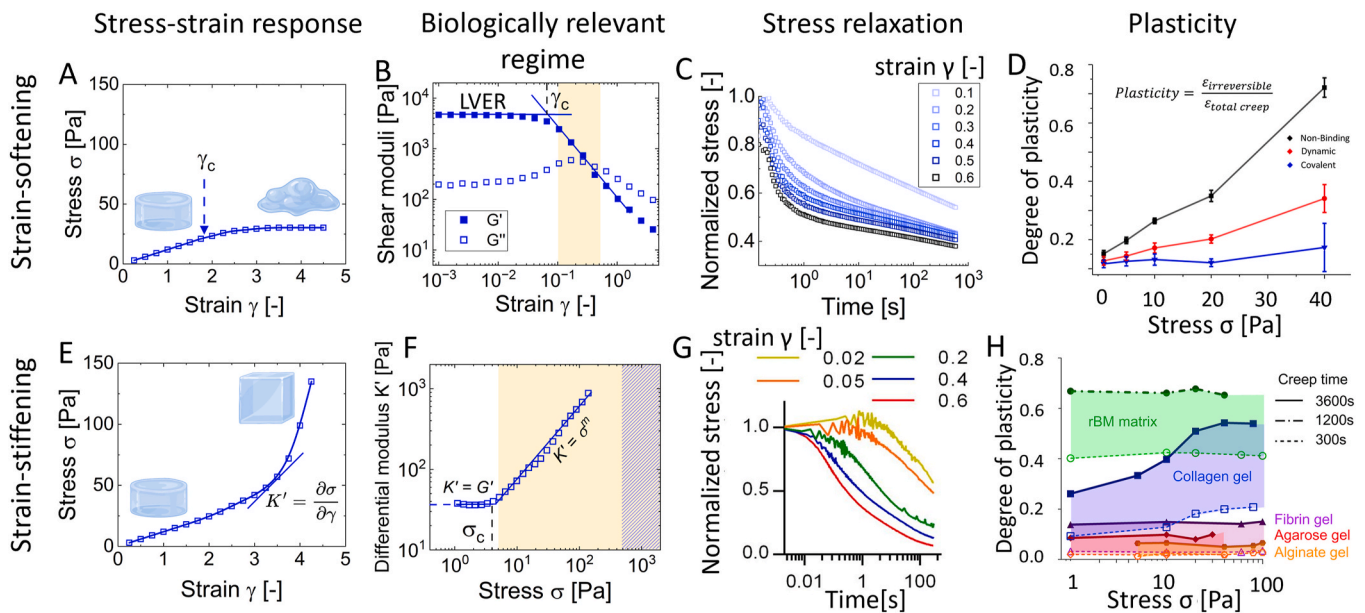 Stress-strain response
Biologically relevant
regime
Stress relaxation
Plasticity
Strain-softening
Strain-stiffening
A
150
100
50
0
Stress σ [Pa]
γc
0 1 2 3 4 5
Strain γ [-]
B
10⁴
10³
10²
10¹
Shear moduli [Pa]
LVER
γc
G'
G"
10⁻³ 10⁻² 10⁻¹ 10⁰
Strain γ [-]
C
strain γ [-]
1.0
0.8
0.6
0.4
Normalized stress [-]
0.1
0.2
0.3
0.4
0.5
0.6
10⁰ 10¹ 10²
Time [s]
D
0.8
0.6
0.4
0.2
Degree of plasticity
Plasticity = εirreversible / εtotal creep
Non-Binding
Dynamic
Covalent
0 10 20 30 40
Stress σ [Pa]
E
150
100
50
0
Stress σ [Pa]
K' = ∂σ/∂γ
0 1 2 3 4 5
Strain γ [-]
F
10³
10²
10¹
Differential modulus K' [Pa]
K' = G'
K' = σᵐ
σc
10⁰ 10¹ 10² 10³
Stress σ [Pa]
G
strain γ [-]
0.02
0.05
0.2
0.4
0.6
1.0
0.5
0.0
Normalized stress [-]
0.01 1 100
Time[s]
H
0.8
0.6
0.4
0.2
0.0
Degree of plasticity
rBM matrix
Collagen gel
Fibrin gel
Agarose gel
Alginate gel
Creep time
3600s
1200s
300s
1 10 100
Stress σ [Pa]